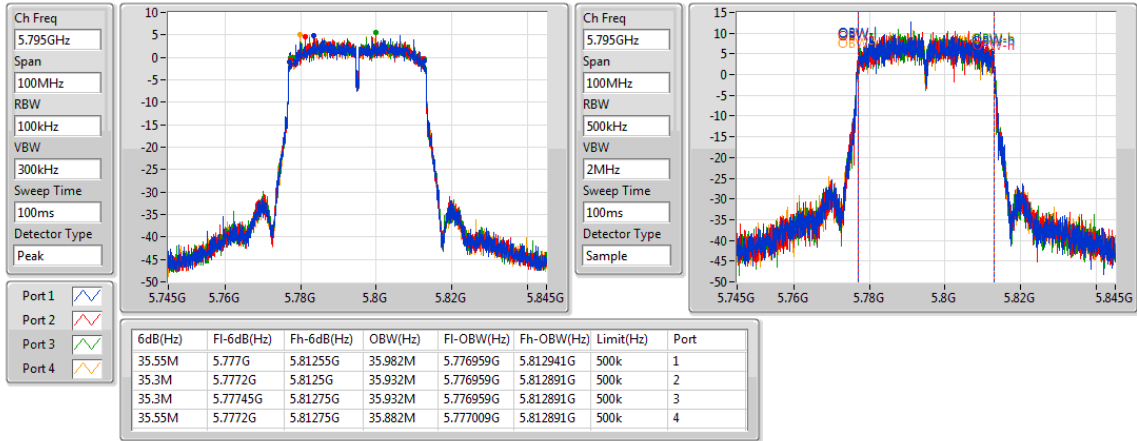 Ch Freq
5.795GHz
Span
100MHz
RBW
100kHz
VBW
300kHz
Sweep Time
100ms
Detector Type
Peak
Port 1
Port 2
Port 3
Port 4
10
5
0
-5
-10
-15
-20
-25
-30
-35
-40
-45
-50
5.745G 5.76G 5.78G 5.8G 5.82G 5.845G
Ch Freq
5.795GHz
Span
100MHz
RBW
500kHz
VBW
2MHz
Sweep Time
100ms
Detector Type
Sample
15
10
5
0
-5
-10
-15
-20
-25
-30
-35
-40
-45
-50
5.745G 5.76G 5.78G 5.8G 5.82G 5.845G
6dB(Hz) Fl-6dB(Hz) Fh-6dB(Hz) OBW(Hz) Fl-OBW(Hz) Fh-OBW(Hz) Limit(Hz) Port
35.55M 5.777G 5.81255G 35.982M 5.776959G 5.812941G 500k 1
35.3M 5.7772G 5.8125G 35.932M 5.776959G 5.812891G 500k 2
35.3M 5.77745G 5.81275G 35.932M 5.776959G 5.812891G 500k 3
35.55M 5.7772G 5.81275G 35.882M 5.777009G 5.812891G 500k 4